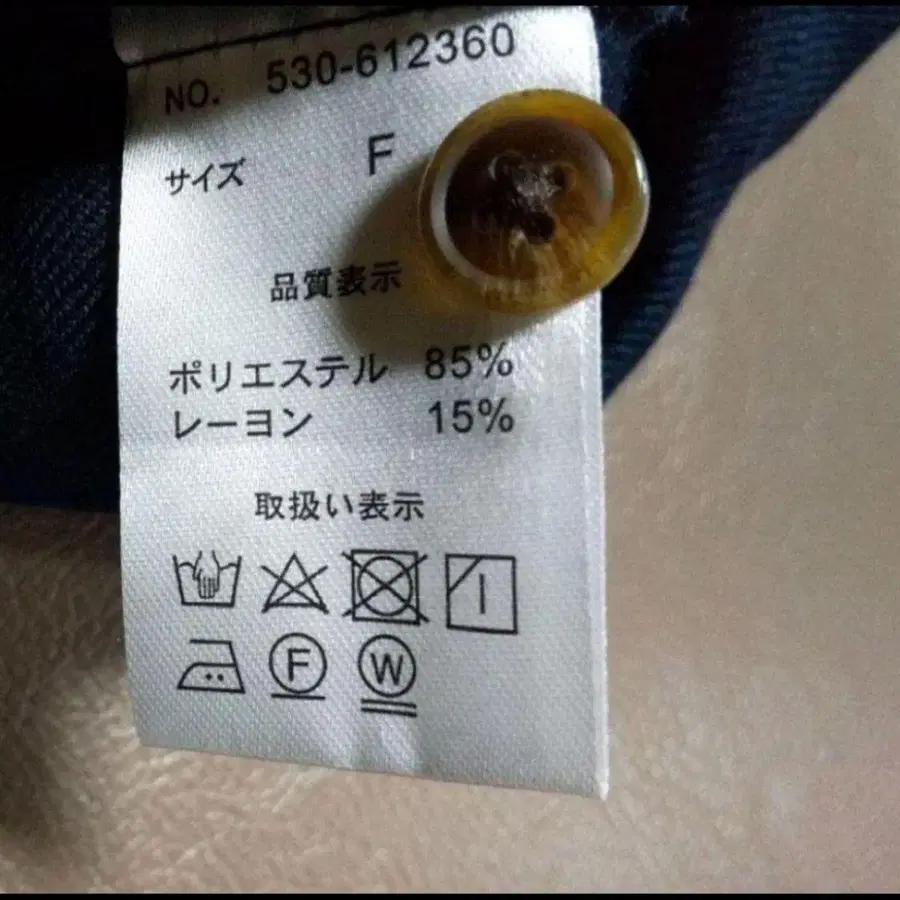 NO. 530-612360
サイズ F
品質表示
ポリエステル 85%
レーヨン 15%
取扱い表示
F W